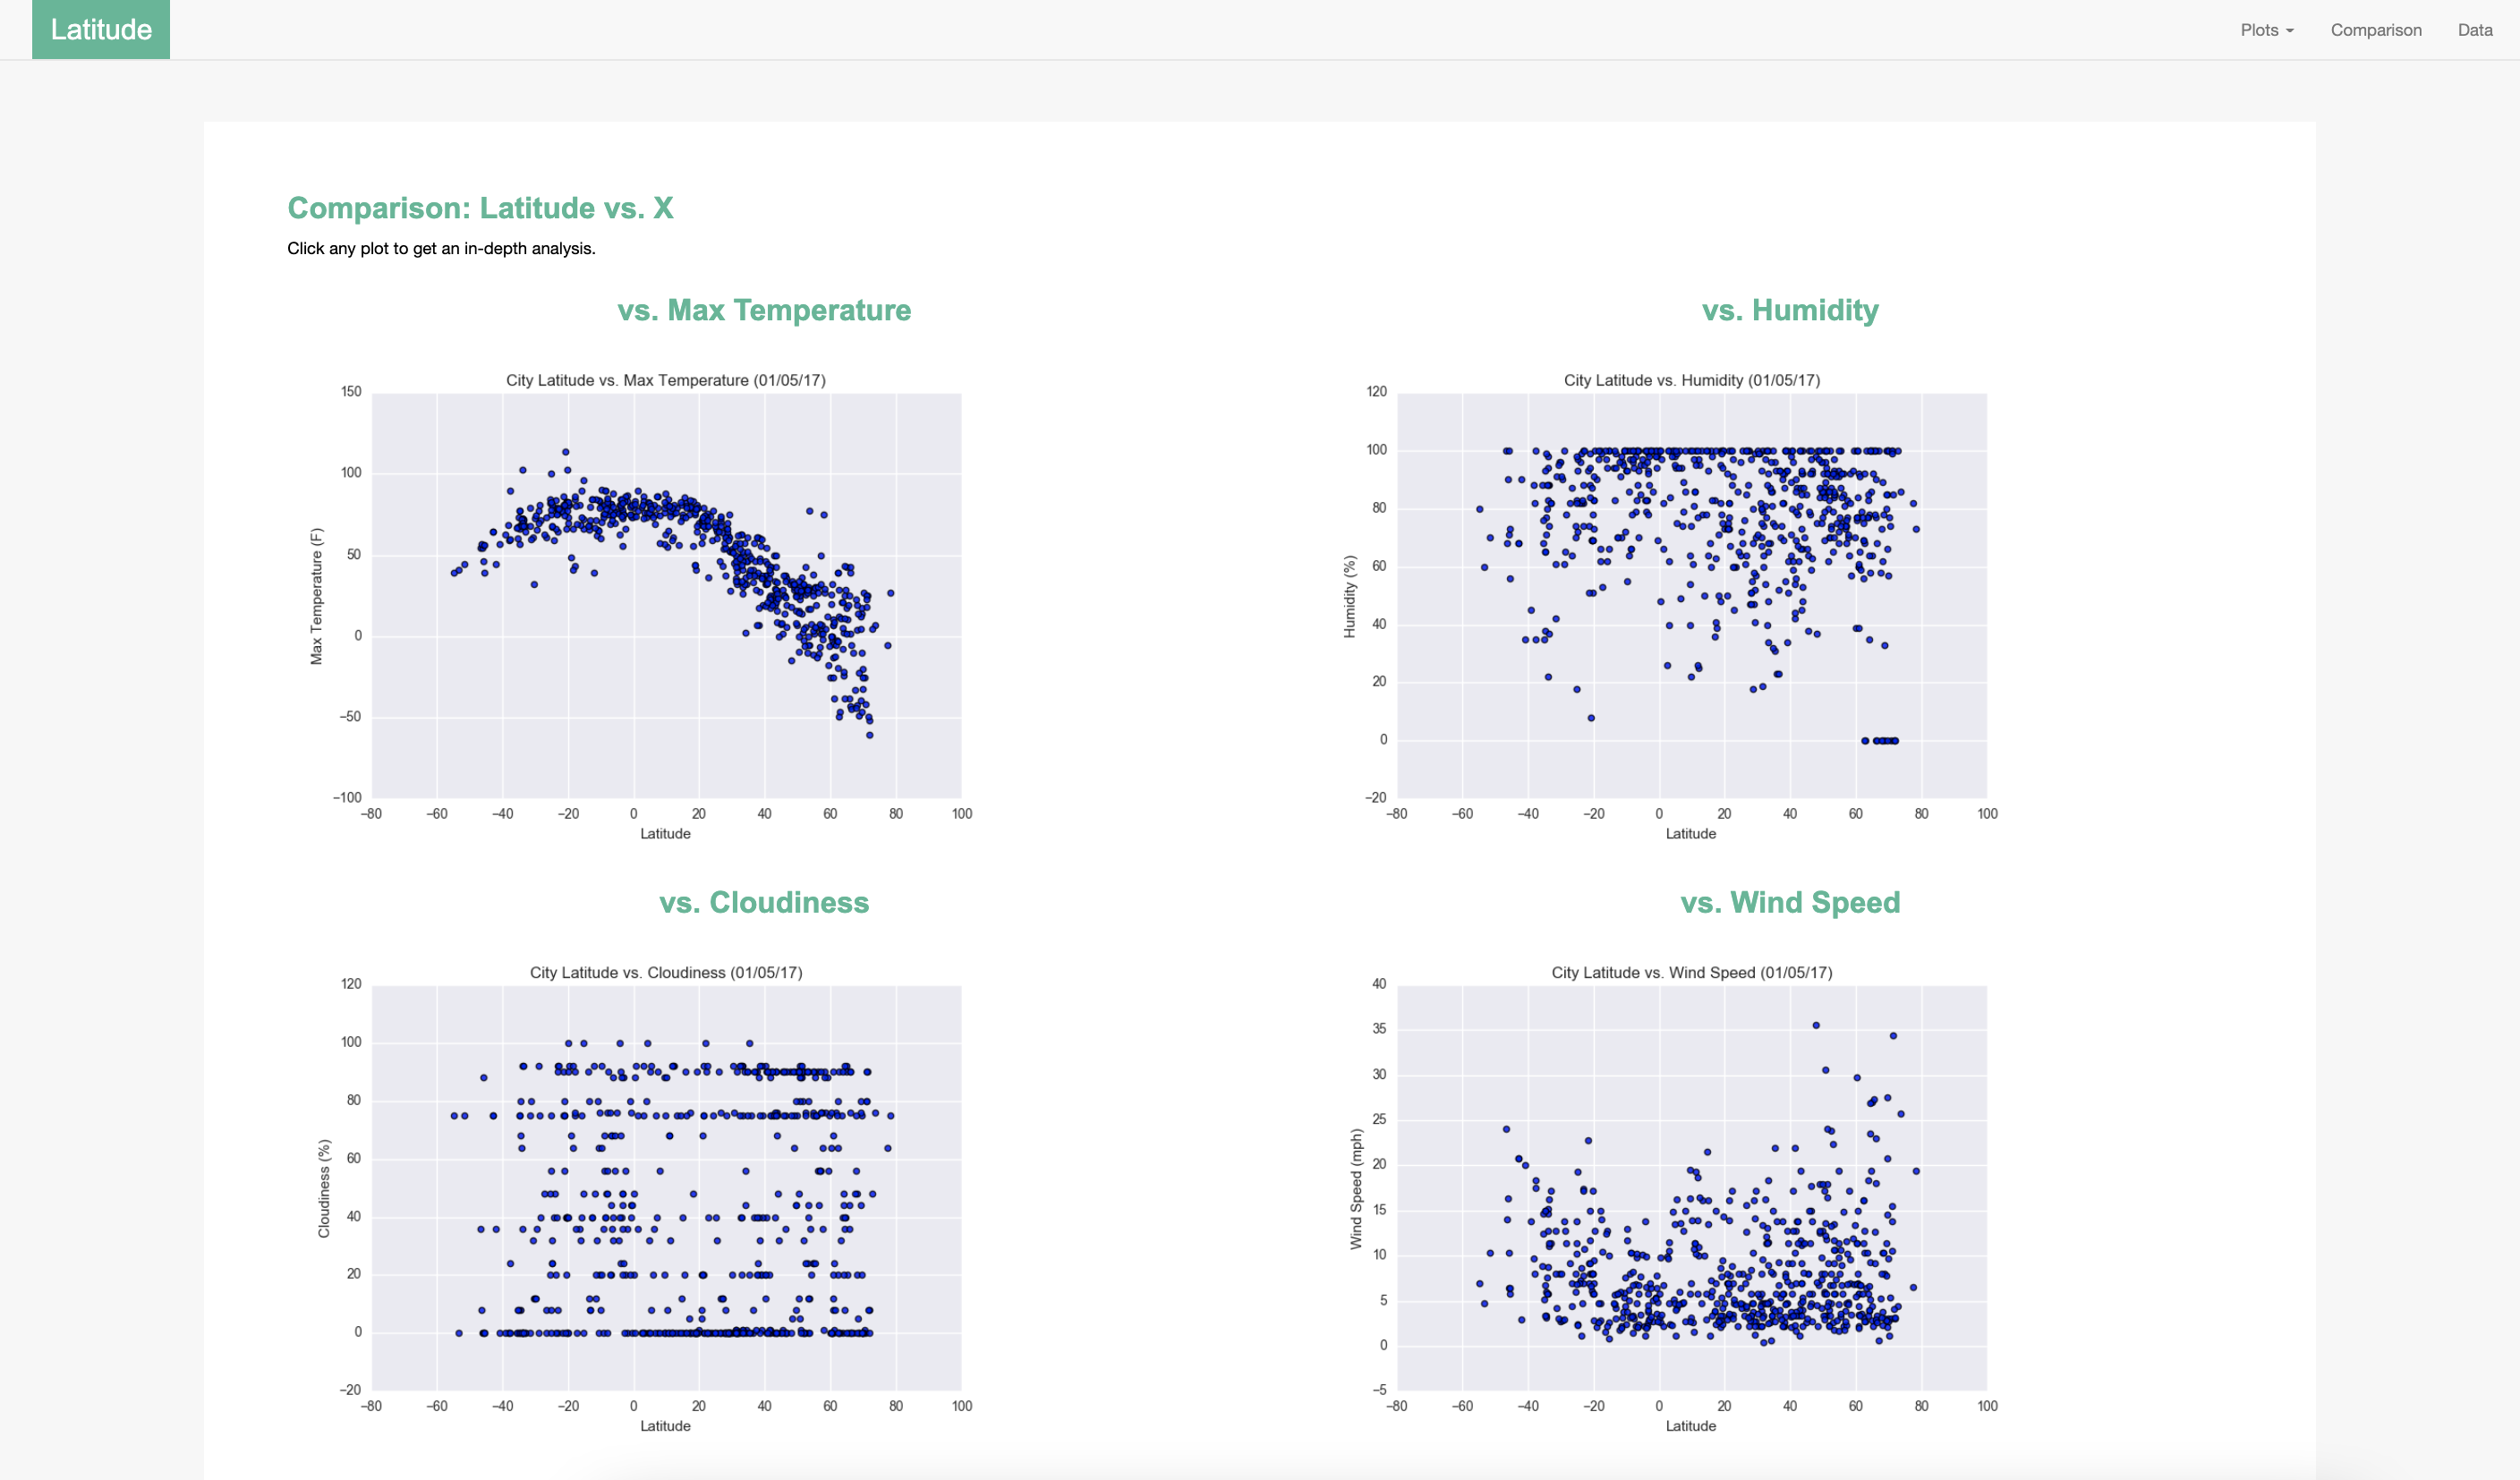 Latitude
Plots Comparison Data
Comparison: Latitude vs. X
Click any plot to get an in-depth analysis.
vs. Max Temperature
City Latitude vs. Max Temperature (01/05/17)
150
100
50
0
−50
−100
Max Temperature (F)
−80 −60 −40 −20 0 20 40 60 80 100
Latitude
vs. Humidity
City Latitude vs. Humidity (01/05/17)
120
100
80
60
40
20
0
−20
Humidity (%)
−80 −60 −40 −20 0 20 40 60 80 100
Latitude
vs. Cloudiness
City Latitude vs. Cloudiness (01/05/17)
120
100
80
60
40
20
0
−20
Cloudiness (%)
−80 −60 −40 −20 0 20 40 60 80 100
Latitude
vs. Wind Speed
City Latitude vs. Wind Speed (01/05/17)
40
35
30
25
20
15
10
5
0
−5
Wind Speed (mph)
−80 −60 −40 −20 0 20 40 60 80 100
Latitude